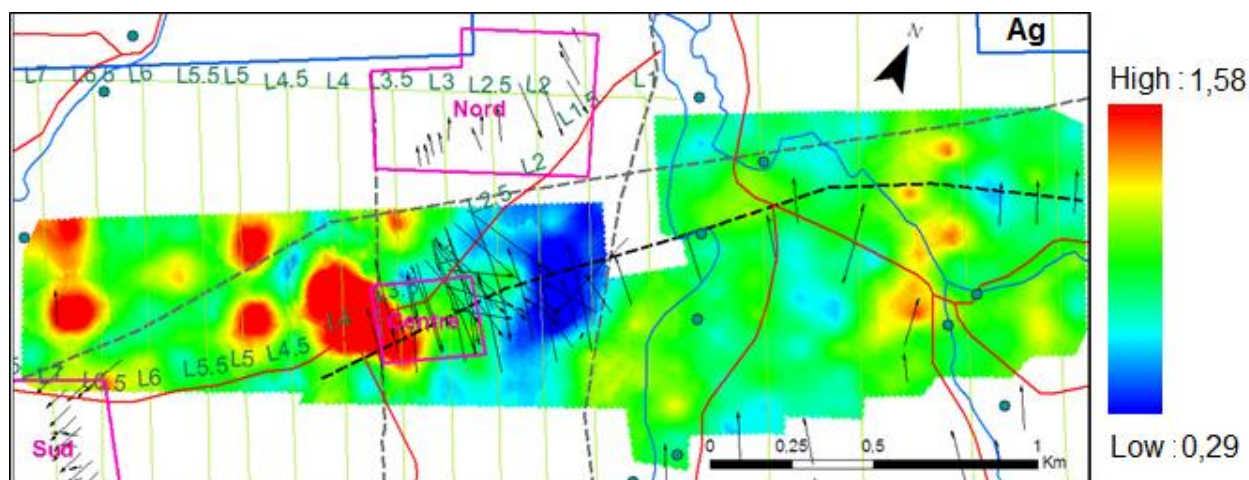 N
Ag
High : 1,58
L7 L6.5 L6 L5.5 L5 L4.5 L4 L3.5 L3 L2.5 L2 L1.5 L1
Nord
L2
L2.5
L4
Centre
L7 L6.5 L6 L5.5 L5 L4.5
Sud
0 0,25 0,5 1
Km
Low : 0,29